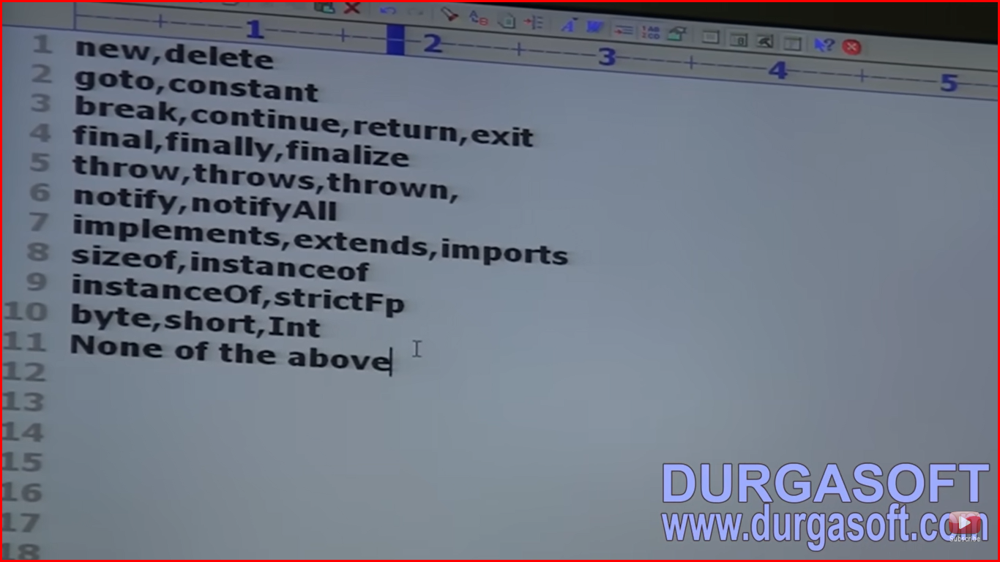 1 2 3 4 5
1 new,delete
2 goto,constant
3 break,continue,return,exit
4 final,finally,finalize
5 throw,throws,thrown,
6 notify,notifyAll
7 implements,extends,imports
8 sizeof,instanceof
9 instanceOf,strictFp
10 byte,short,Int
11 None of the above
12
13
14
15
16
17
18
DURGASOFT
www.durgasoft.com
Subscribe